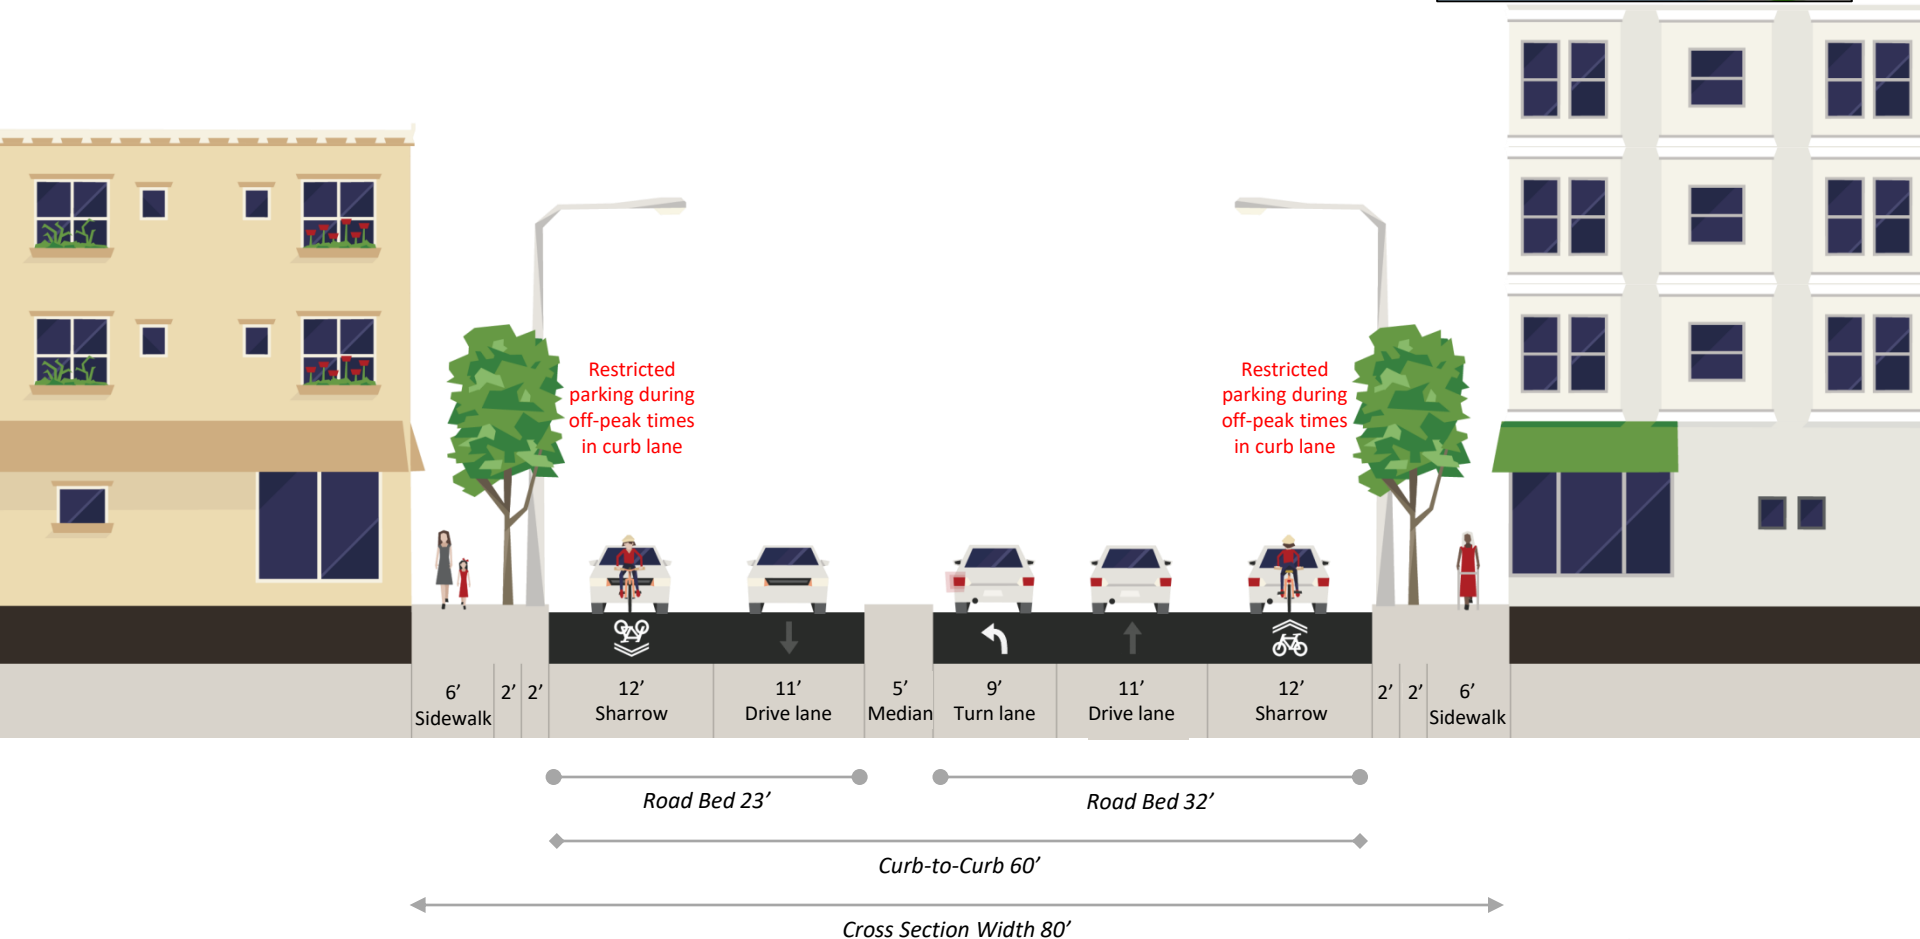 Restricted
parking during
off-peak times
in curb lane
Restricted
parking during
off-peak times
in curb lane
6’
Sidewalk
2’
2’
12’
Sharrow
11’
Drive lane
5’
Median
9’
Turn lane
11’
Drive lane
12’
Sharrow
2’
2’
6’
Sidewalk
Road Bed 23’
Road Bed 32’
Curb-to-Curb 60’
Cross Section Width 80’